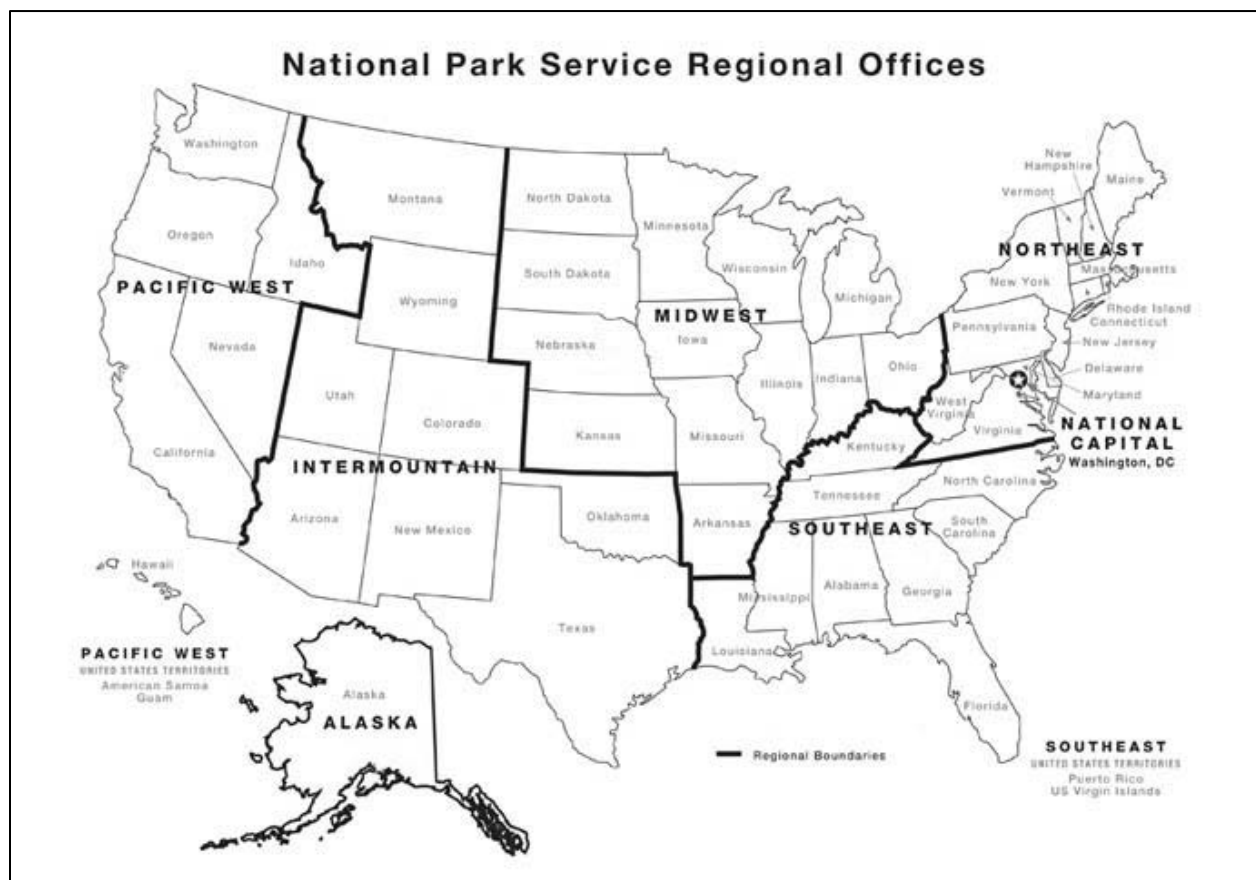 National Park Service Regional Offices
Washington
Montana
North Dakota
Minnesota
New
Hampshire
Vermont
Maine
Oregon
Idaho
PACIFIC WEST
Wyoming
South Dakota
Wisconsin
Michigan
NORTHEAST
Massachusetts
New York
Rhode Island
Connecticut
Nevada
Nebraska
MIDWEST
Iowa
Pennsylvania
New Jersey
Utah
Colorado
Illinois
Indiana
Ohio
Delaware
Maryland
West
Virginia
Virginia
NATIONAL
CAPITAL
Washington, DC
California
Kansas
Missouri
Kentucky
INTERMOUNTAIN
Arizona
New Mexico
Oklahoma
Arkansas
Tennessee
North Carolina
SOUTHEAST
South
Carolina
Hawaii
Mississippi
Alabama
Georgia
Texas
Louisiana
PACIFIC WEST
UNITED STATES TERRITORIES
American Samoa
Guam
Alaska
ALASKA
Florida
Regional Boundaries
SOUTHEAST
UNITED STATES TERRITORIES
Puerto Rico
US Virgin Islands